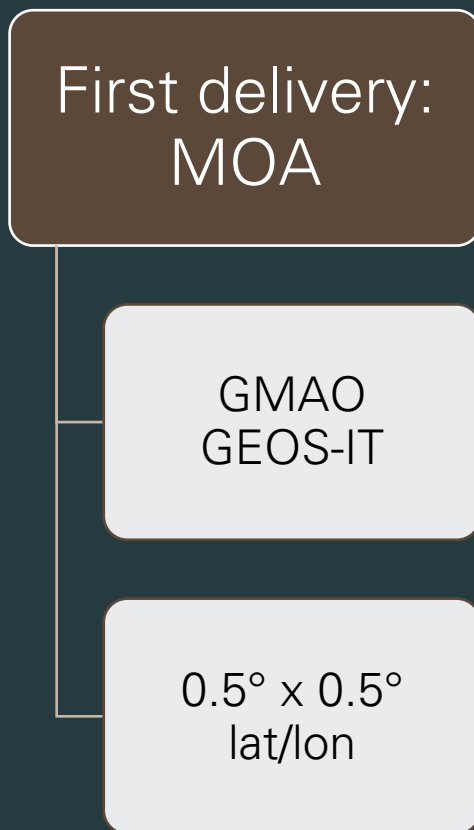 First delivery:
MOA
GMAO
GEOS-IT
0.5° x 0.5°
lat/lon